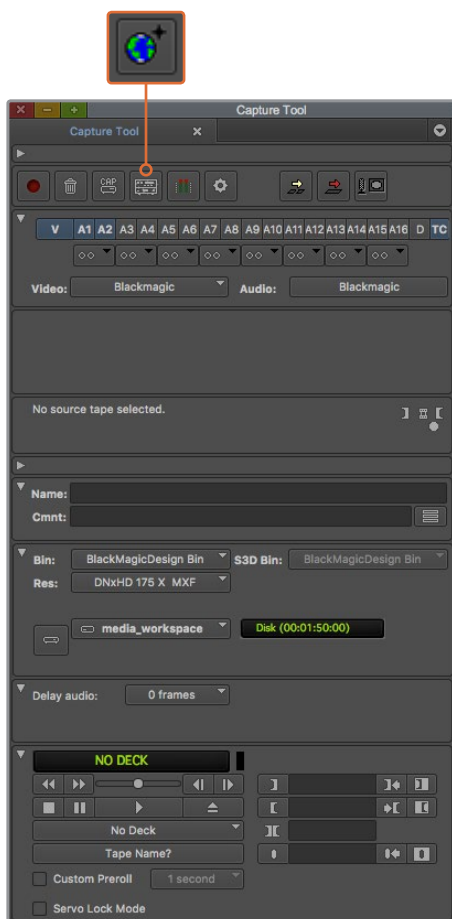 Capture Tool
Capture Tool
CAP
V A1 A2 A3 A4 A5 A6 A7 A8 A9 A10 A11 A12 A13 A14 A15 A16 D TC
Video: Blackmagic Audio: Blackmagic
No source tape selected.
Name:
Cmnt:
Bin: BlackMagicDesign Bin S3D Bin: BlackMagicDesign Bin
Res: DNxHD 175 X MXF
media_workspace Disk (00:01:50:00)
Delay audio: 0 frames
NO DECK
No Deck
Tape Name?
Custom Preroll 1 second
Servo Lock Mode